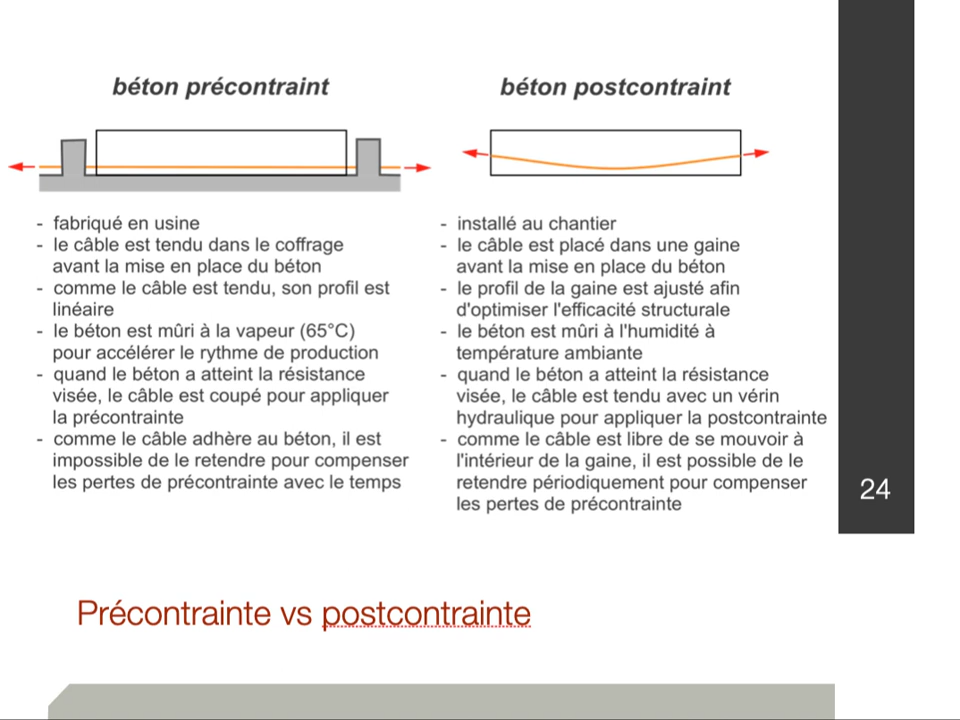 béton précontraint
- fabriqué en usine
- le câble est tendu dans le coffrage
avant la mise en place du béton
- comme le câble est tendu, son profil est
linéaire
- le béton est mûri à la vapeur (65°C)
pour accélérer le rythme de production
- quand le béton a atteint la résistance
visée, le câble est coupé pour appliquer
la précontrainte
- comme le câble adhère au béton, il est
impossible de le retendre pour compenser
les pertes de précontrainte avec le temps
béton postcontraint
- installé au chantier
- le câble est placé dans une gaine
avant la mise en place du béton
- le profil de la gaine est ajusté afin
d'optimiser l'efficacité structurale
- le béton est mûri à l'humidité à
température ambiante
- quand le béton a atteint la résistance
visée, le câble est tendu avec un vérin
hydraulique pour appliquer la postcontrainte
- comme le câble est libre de se mouvoir à
l'intérieur de la gaine, il est possible de le
retendre périodiquement pour compenser
les pertes de précontrainte
24
Précontrainte vs postcontrainte